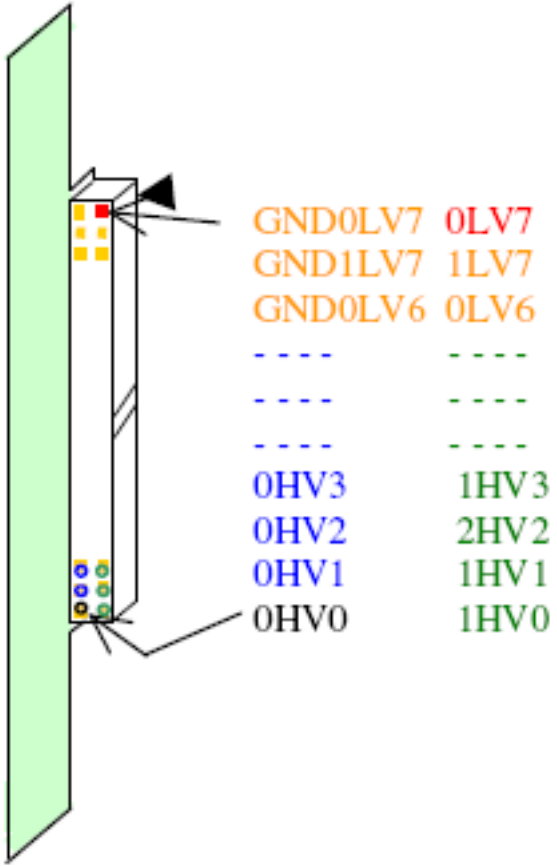 GND0LV7 0LV7
GND1LV7 1LV7
GND0LV6 0LV6
- - - - - - - -
- - - - - - - -
- - - - - - - -
0HV3 1HV3
0HV2 2HV2
0HV1 1HV1
0HV0 1HV0